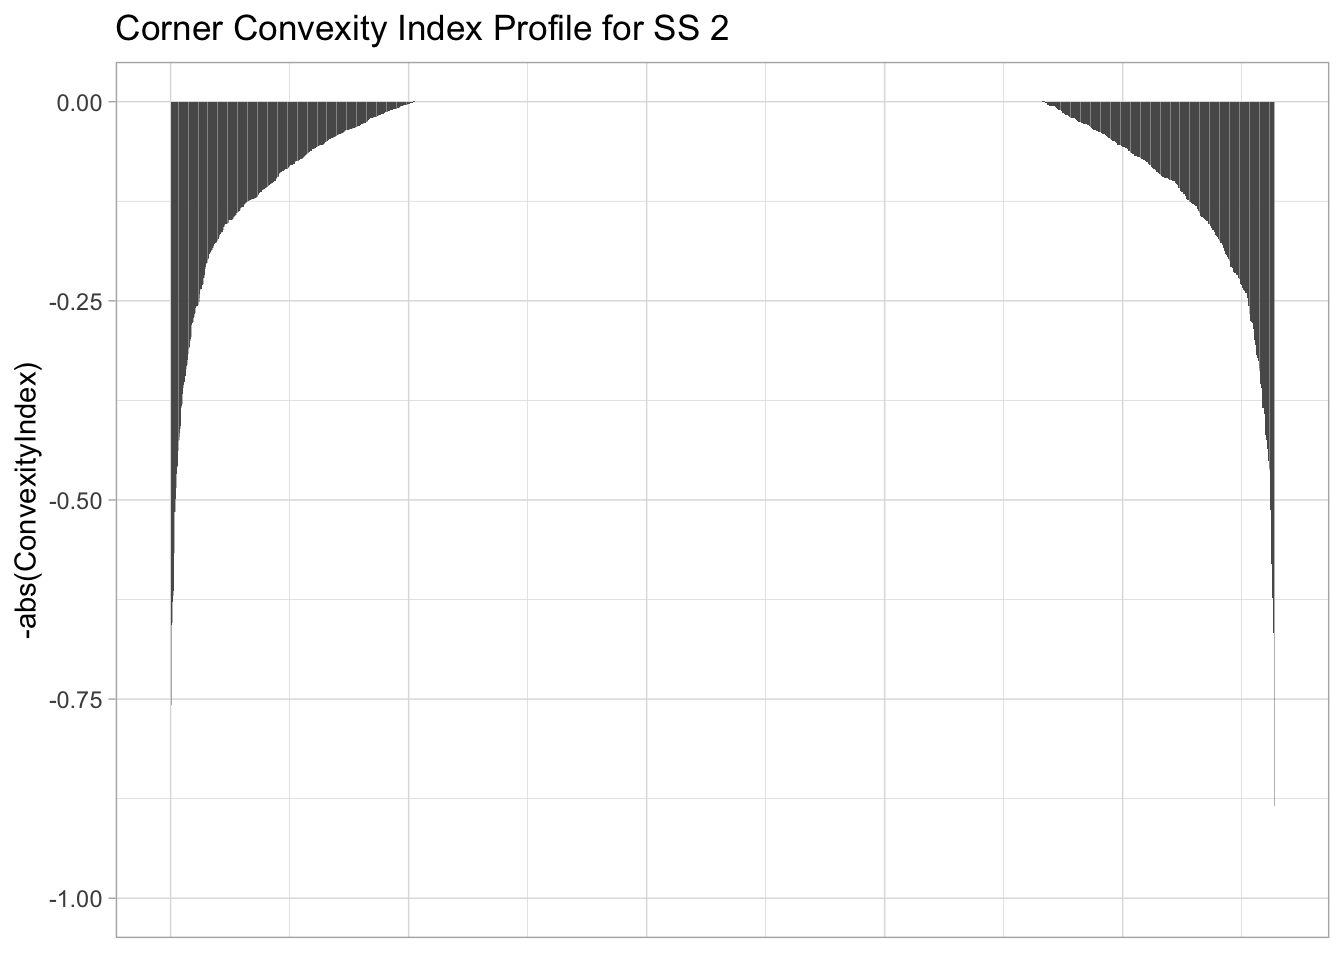 Corner Convexity Index Profile for SS 2
0.00
-0.25
-0.50
-0.75
-1.00
-abs(ConvexityIndex)